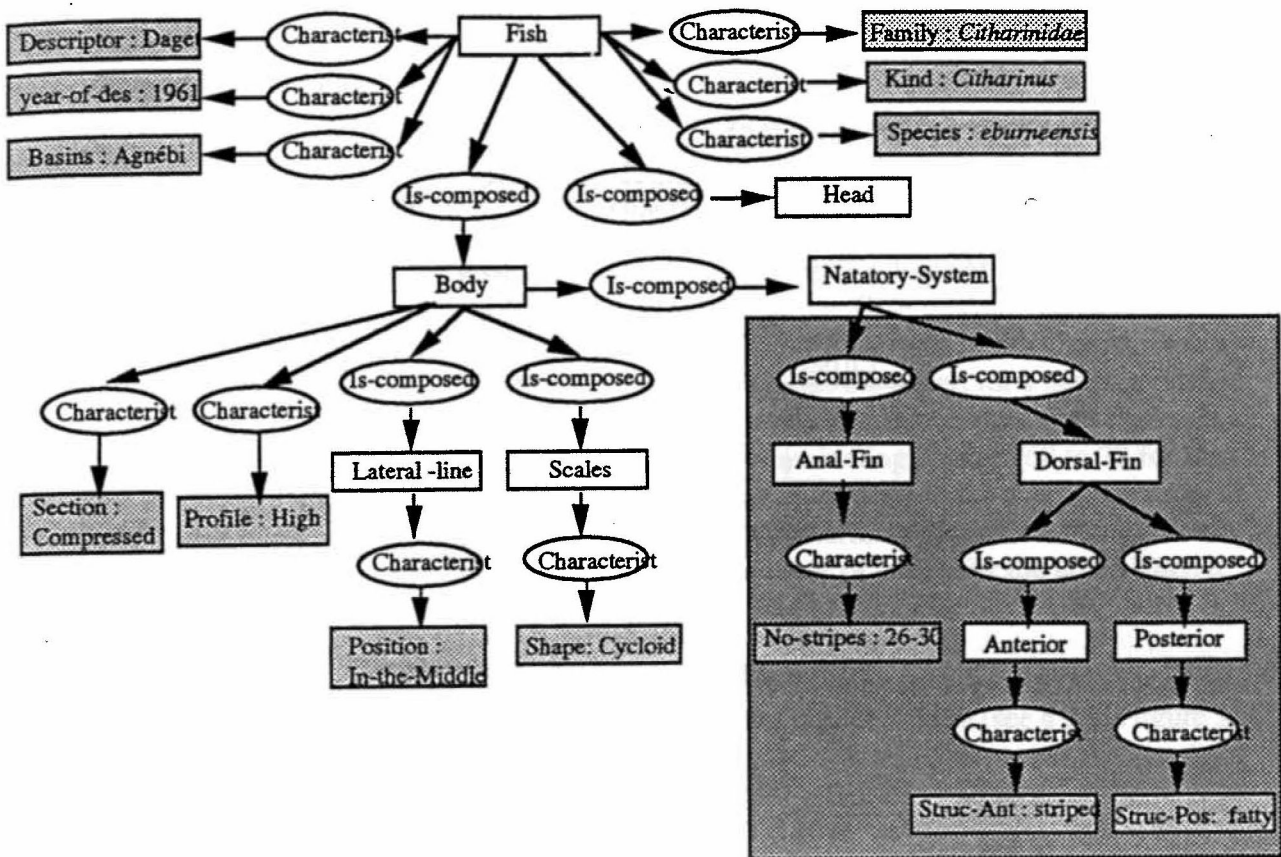 Descriptor : Daget
Characterist
Fish
Characterist
Family : Citharinidae
year-of-des : 1961
Characterist
Characterist
Kind : Citharinus
Basins : Agnébi
Characterist
Characterist
Species : eburneensis
Is-composed
Is-composed
Head
Body
Is-composed
Natatory-System
Is-composed
Is-composed
Is-composed
Is-composed
Characterist
Characterist
Lateral -line
Scales
Anal-Fin
Dorsal-Fin
Section :
Compressed
Profile : High
Characterist
Characterist
Characterist
Is-composed
Is-composed
Position :
In-the-Middle
Shape: Cycloid
No-stripes : 26-30
Anterior
Posterior
Characterist
Characterist
Struc-Ant : striped
Struc-Pos: fatty